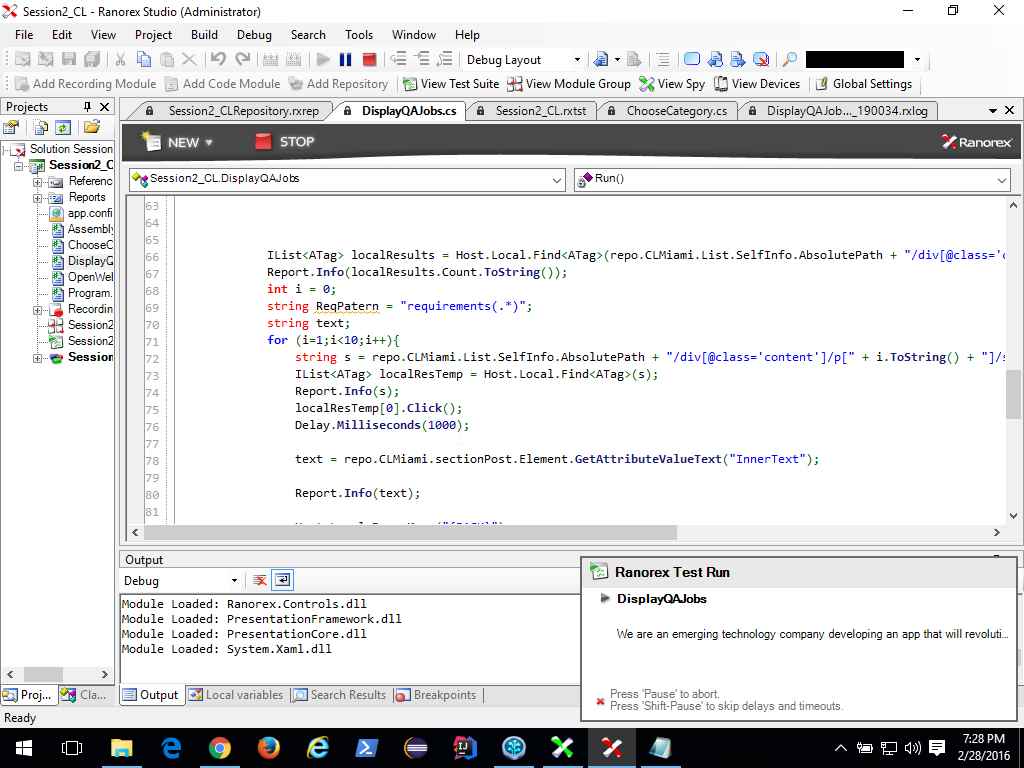 Session2_CL - Ranorex Studio (Administrator)
File Edit View Project Build Debug Search Tools Window Help
Debug Layout
Add Recording Module Add Code Module Add Repository View Test Suite View Module Group View Spy View Devices Global Settings
Projects
Session2_CLRepository.rxrep DisplayQAJobs.cs Session2_CL.rxtst ChooseCategory.cs DisplayQAJob..._190034.rxlog
NEW STOP Ranorex
Solution Session
Session2_C
Referenc
Reports
app.confi
Assembly
ChooseC
DisplayQ
OpenWel
Program.
Recordin
Session2
Session2
Session
Session2_CL.DisplayQAJobs Run()
63
64
65
66 IList<ATag> localResults = Host.Local.Find<ATag>(repo.CLMiami.List.SelfInfo.AbsolutePath + "/div[@class='c
67 Report.Info(localResults.Count.ToString());
68 int i = 0;
69 string ReqPatern = "requirements(.*)";
70 string text;
71 for (i=1;i<10;i++){
72 string s = repo.CLMiami.List.SelfInfo.AbsolutePath + "/div[@class='content']/p[" + i.ToString() + "]/s
73 IList<ATag> localResTemp = Host.Local.Find<ATag>(s);
74 Report.Info(s);
75 localResTemp[0].Click();
76 Delay.Milliseconds(1000);
77
78 text = repo.CLMiami.sectionPost.Element.GetAttributeValueText("InnerText");
79
80 Report.Info(text);
81
Output
Debug
Module Loaded: Ranorex.Controls.dll
Module Loaded: PresentationFramework.dll
Module Loaded: PresentationCore.dll
Module Loaded: System.Xaml.dll
Ranorex Test Run
DisplayQAJobs
We are an emerging technology company developing an app that will revoluti...
Press 'Pause' to abort.
Press 'Shift-Pause' to skip delays and timeouts.
Proj... Cla... Output Local variables Search Results Breakpoints
Ready
7:28 PM
2/28/2016